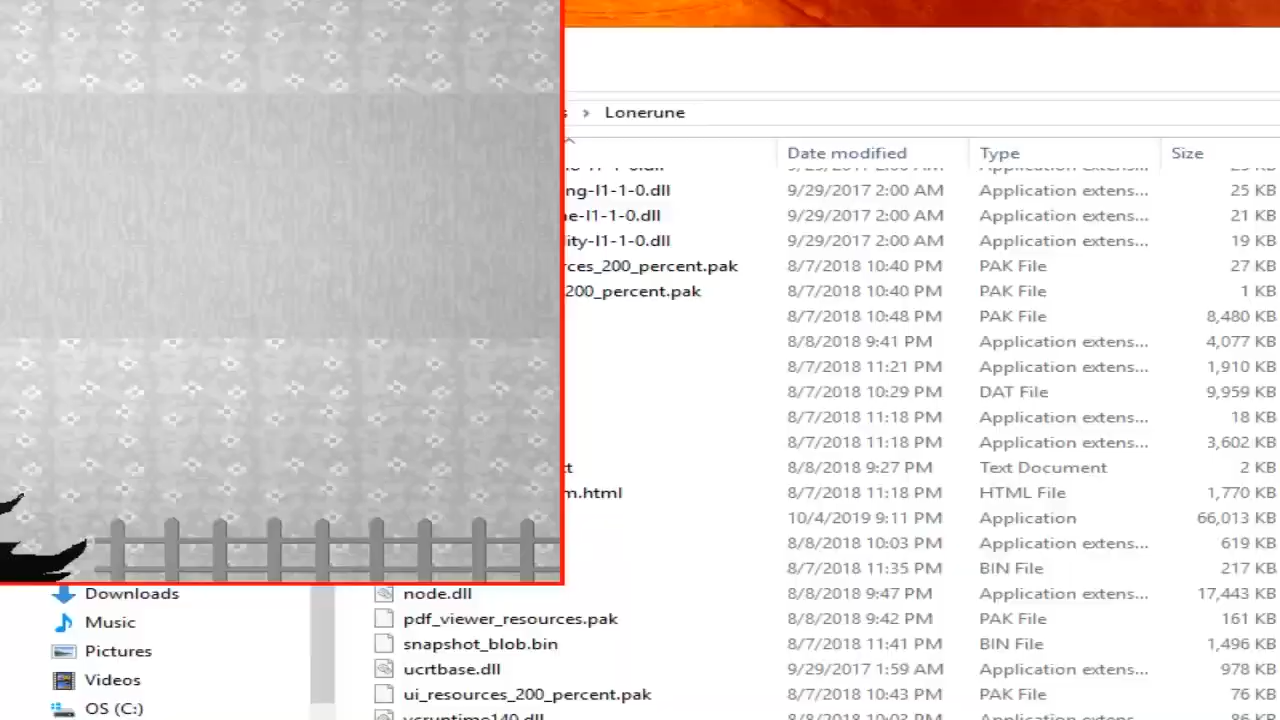 › Lonerune
Date modified Type Size
ng-l1-1-0.dll 9/29/2017 2:00 AM Application extens... 25 KB
e-l1-1-0.dll 9/29/2017 2:00 AM Application extens... 21 KB
ity-l1-1-0.dll 9/29/2017 2:00 AM Application extens... 19 KB
rces_200_percent.pak 8/7/2018 10:40 PM PAK File 27 KB
200_percent.pak 8/7/2018 10:40 PM PAK File 1 KB
8/7/2018 10:48 PM PAK File 8,480 KB
8/8/2018 9:41 PM Application extens... 4,077 KB
8/7/2018 11:21 PM Application extens... 1,910 KB
8/7/2018 10:29 PM DAT File 9,959 KB
8/7/2018 11:18 PM Application extens... 18 KB
8/7/2018 11:18 PM Application extens... 3,602 KB
t 8/8/2018 9:27 PM Text Document 2 KB
m.html 8/7/2018 11:18 PM HTML File 1,770 KB
10/4/2019 9:11 PM Application 66,013 KB
8/8/2018 10:03 PM Application extens... 619 KB
8/7/2018 11:35 PM BIN File 217 KB
Downloads node.dll 8/8/2018 9:47 PM Application extens... 17,443 KB
Music pdf_viewer_resources.pak 8/8/2018 9:42 PM PAK File 161 KB
Pictures snapshot_blob.bin 8/7/2018 11:41 PM BIN File 1,496 KB
Videos ucrtbase.dll 9/29/2017 1:59 AM Application extens... 978 KB
OS (C:) ui_resources_200_percent.pak 8/7/2018 10:43 PM PAK File 76 KB
vcruntime140.dll 8/8/2018 10:03 PM Application extens... 86 KB